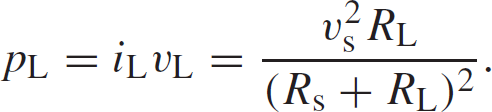 p_L = i_L v_L = \frac{v_s^2 R_L}{(R_s + R_L)^2}.